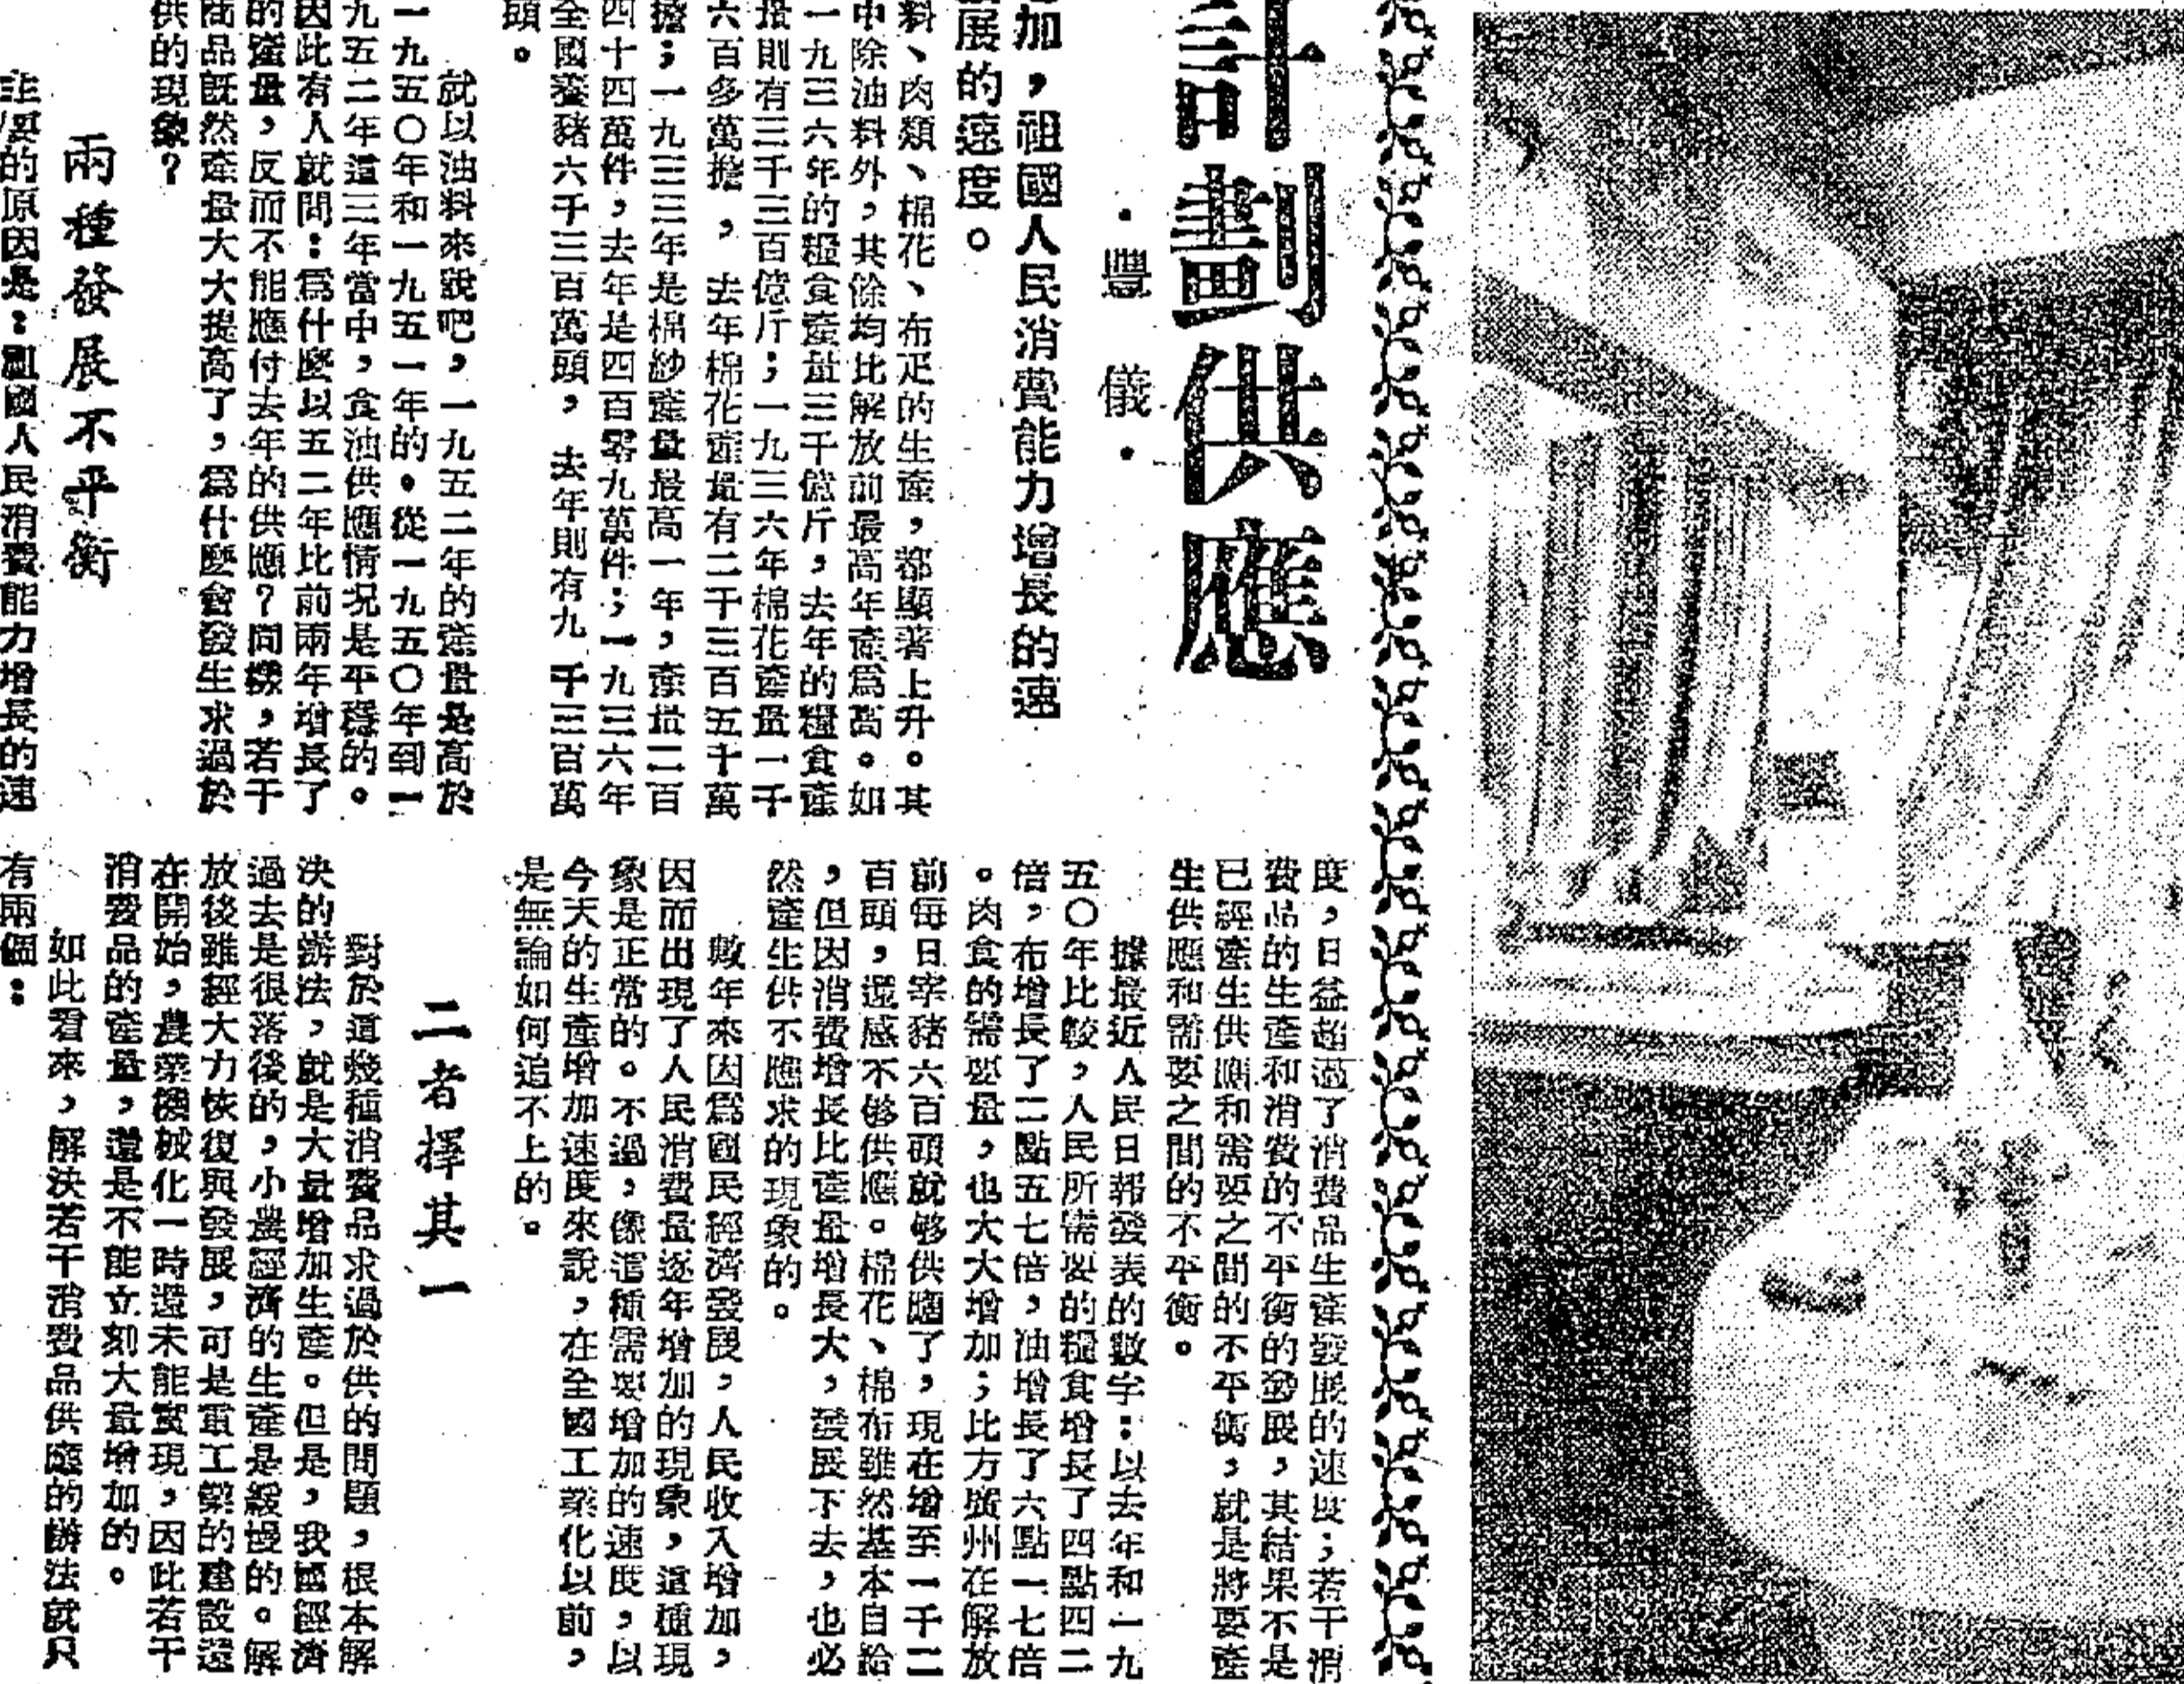 計劃供應
·豐儀·
加，祖國人民消費能力增長的速
展的速度。
料、肉類、棉花、布疋的生產，都顯著上升。其
中除油料外，其餘均比解放前最高年產爲高。如
一九三六年的糧食產量三千億斤，去年的糧食產
量則有三千三百億斤；一九三六年棉花產量一千
六百多萬擔，去年棉花產量有二千三百五十萬
擔；一九三三年是棉紗產量最高一年，產量二百
四十四萬件，去年是四百零九萬件；一九三六年
全國養豬六千三百萬頭，去年則有九千三百萬
頭。
就以油料來說吧，一九五二年的產量是高於
一九五〇年和一九五一年的。從一九五〇年到一
九五二年這三年當中，食油供應情况是平穩的。
因此有人就問：爲什麼以五二年比前兩年增長了
的產量，反而不能應付去年的供應？同樣，若干
商品既然產量大大提高了，爲什麼會發生求過於
供的現象？
兩種發展不平衡
主要的原因是：祖國人民消費能力增長的速
度，日益超過了消費品生產發展的速度；若干消
費品的生產和消費的不平衡的發展，其結果不是
已經產生供應和需要之間的不平衡，就是將要產
生供應和需要之間的不平衡。
據最近人民日報發表的數字：以去年和一九
五〇年比較，人民所需要的糧食增長了四點四二
倍，布增長了二點五七倍，油增長了六點一七倍
。肉食的需要量，也大大增加；比方廣州在解放
前每日宰豬六百頭就够供應了，現在增至一千二
百頭，還感不够供應。棉花、棉布雖然基本自給
，但因消費增長比產量增長大，發展下去，也必
然產生供不應求的現象的。
數年來因爲國民經濟發展，人民收入增加，
因而出現了人民消費量逐年增加的現象，這種現
象是正常的。不過，像這種需要增加的速度，以
今天的生產增加速度來說，在全國工業化以前，
是無論如何追不上的。
二者擇其一
對於這幾種消費品求過於供的問題，根本解
決的辦法，就是大量增加生產。但是，我國經濟
過去是很落後的，小農經濟的生產是緩慢的。解
放後雖經大力恢復與發展，可是重工業的建設還
在開始，農業機械化一時還未能實現，因此若干
消費品的產量，還是不能立刻大量增加的。
如此看來，解決若干消費品供應的辦法就只
有兩個：